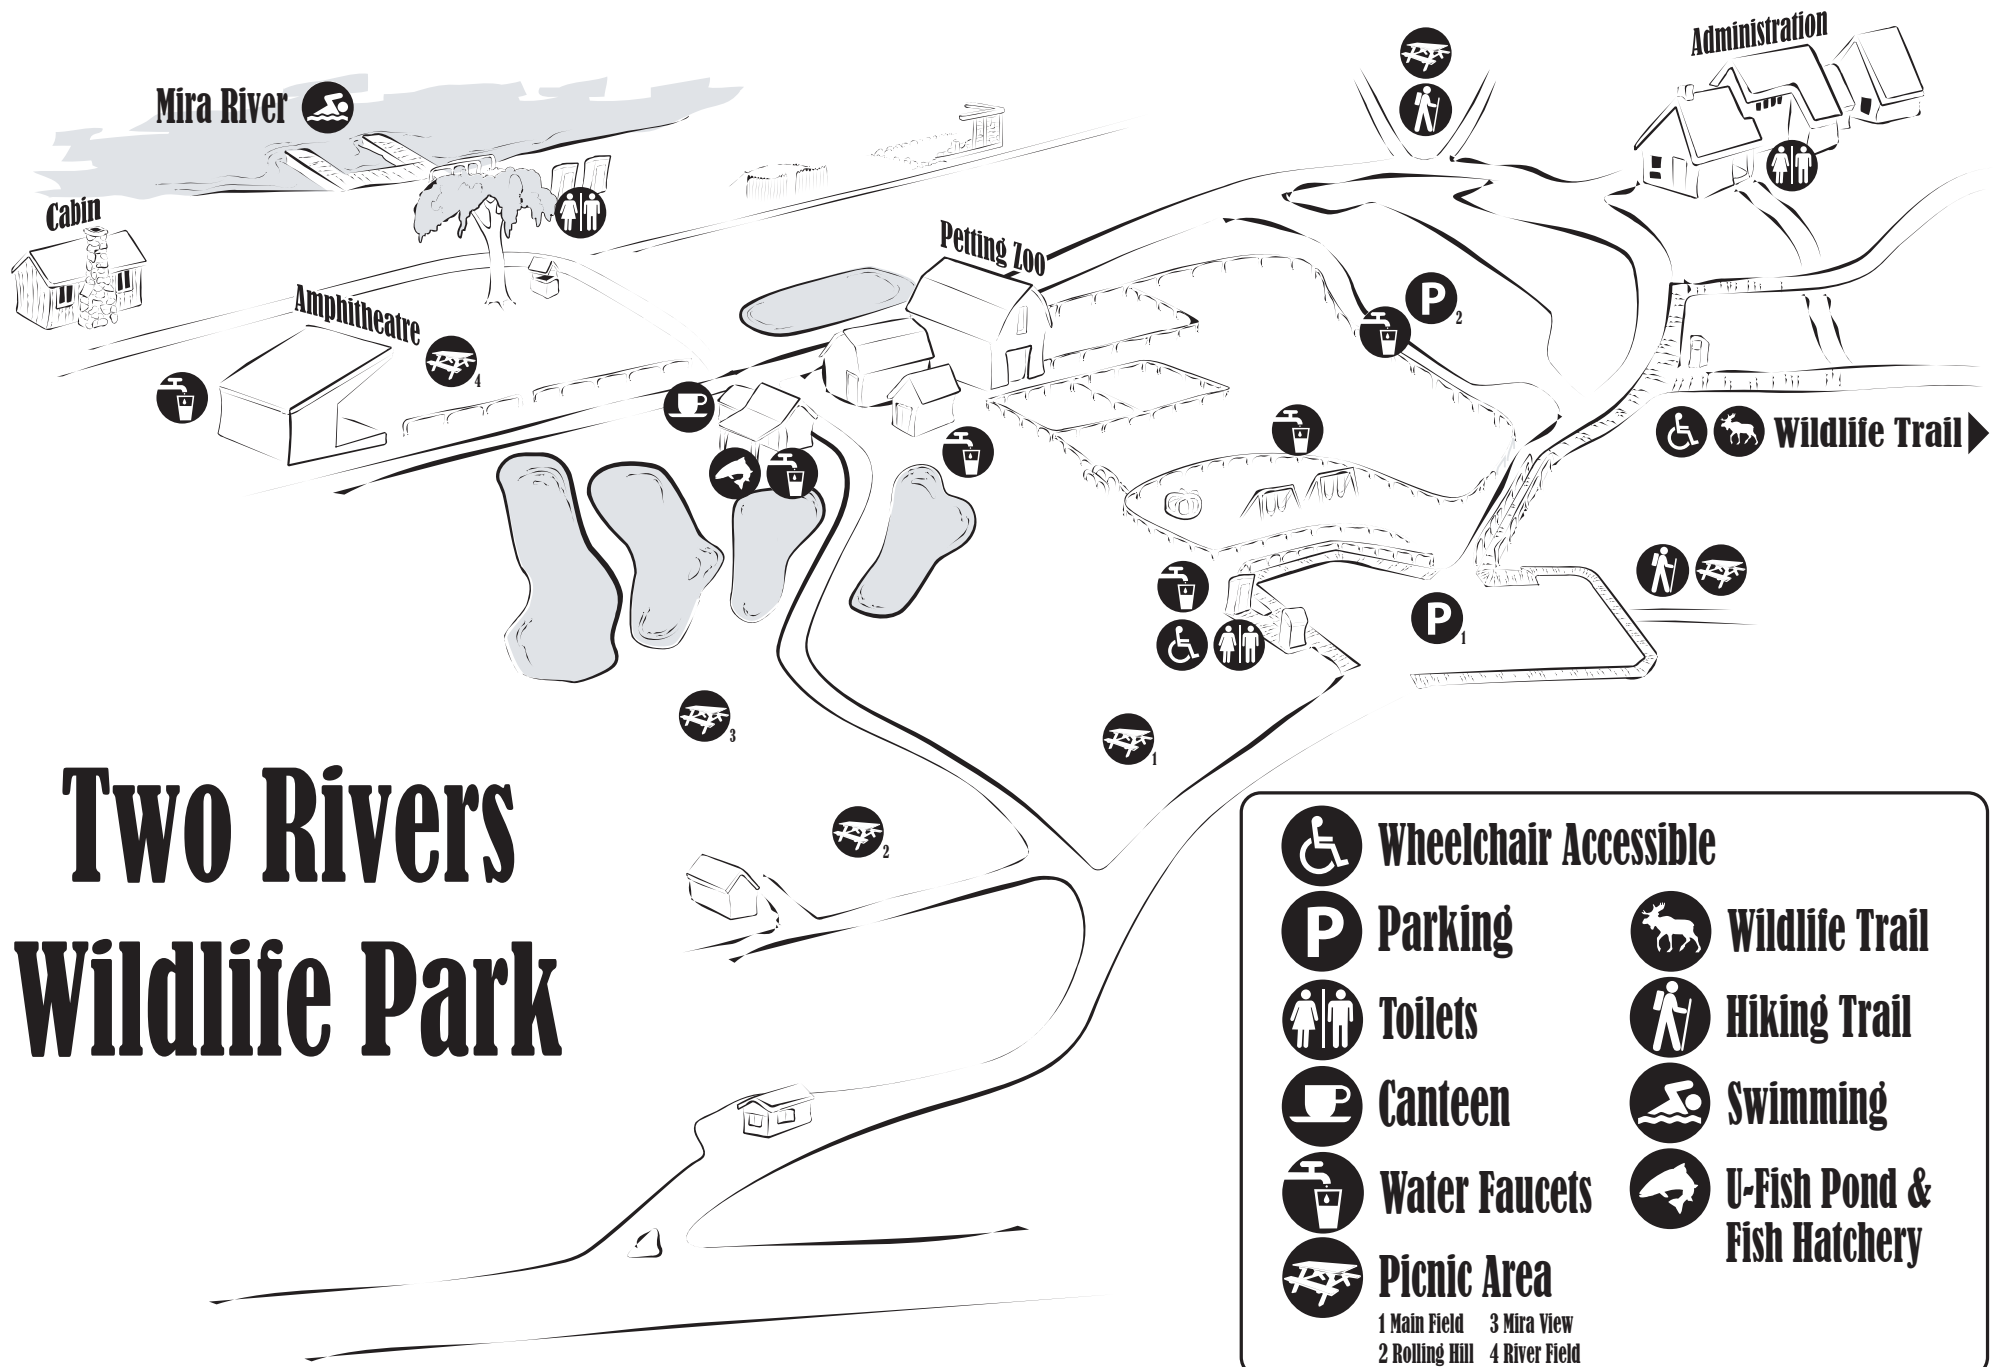 Administration
Mira River
Cabin
Petting Zoo
Amphitheatre
4
P
2
Wildlife Trail
P
1
3
1
2
Two Rivers
Wildlife Park
Wheelchair Accessible
P
Parking
Wildlife Trail
Toilets
Hiking Trail
Canteen
Swimming
Water Faucets
U-Fish Pond &
Fish Hatchery
Picnic Area
1 Main Field 3 Mira View
2 Rolling Hill 4 River Field